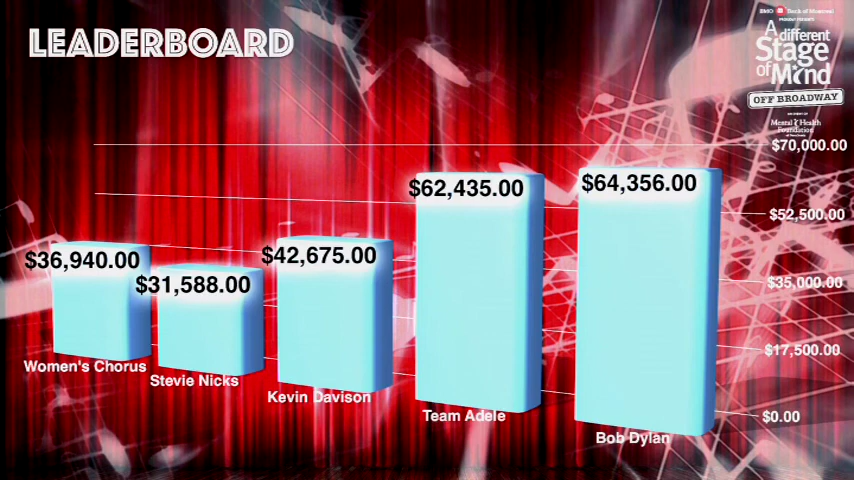 LEADERBOARD
BMO Bank of Montreal
A different
Stage
of Mind
OFF BROADWAY
Mental Health
Foundation
$70,000.00
$52,500.00
$35,000.00
$17,500.00
$0.00
$36,940.00
$31,588.00
$42,675.00
$62,435.00
$64,356.00
Women's Chorus
Stevie Nicks
Kevin Davison
Team Adele
Bob Dylan